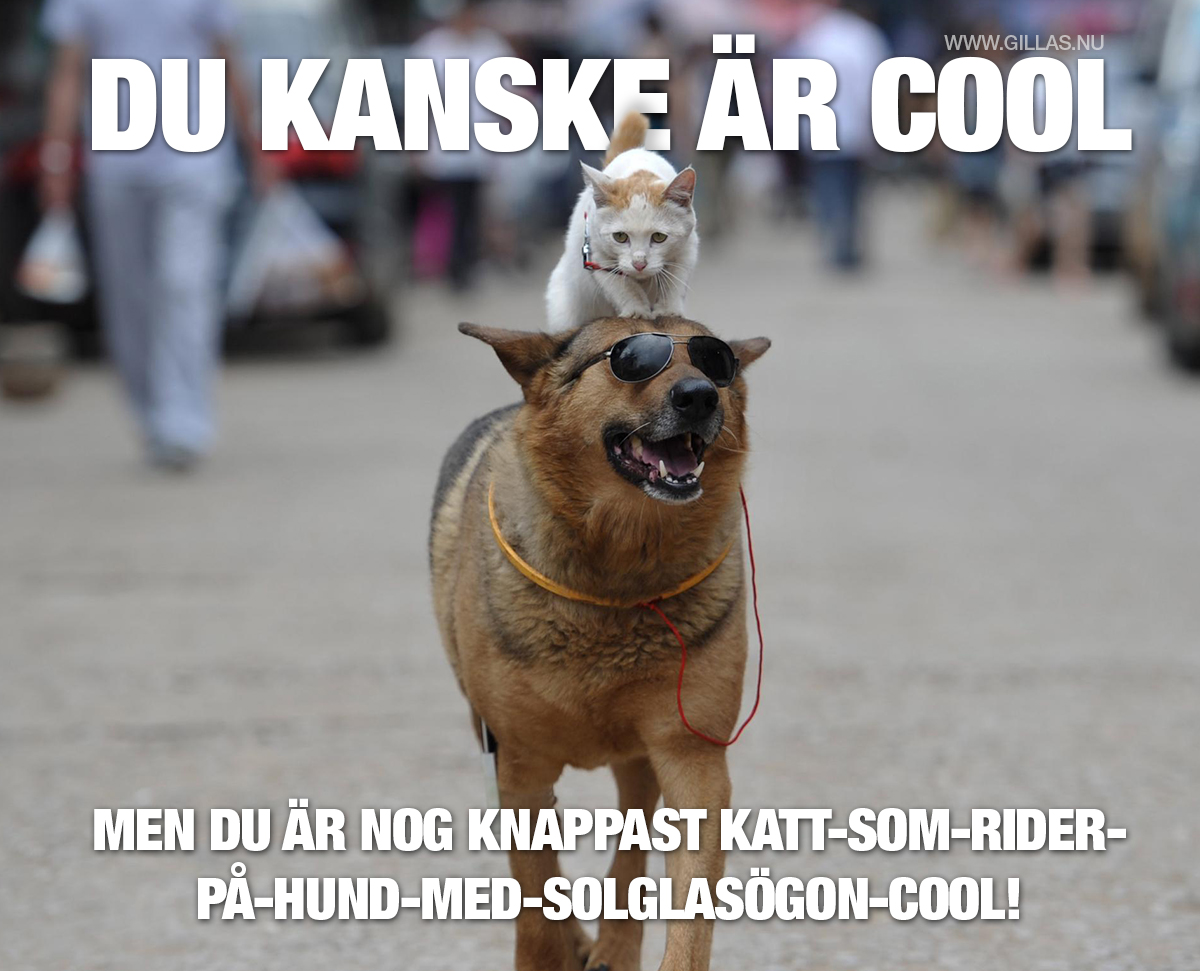 WWW.GILLAS.NU
DU KANSKE ÄR COOL
MEN DU ÄR NOG KNAPPAST KATT-SOM-RIDER-
PÅ-HUND-MED-SOLGLASÖGON-COOL!